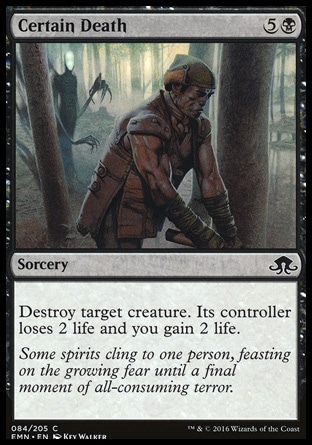 Certain Death 5
Sorcery
Destroy target creature. Its controller
loses 2 life and you gain 2 life.
Some spirits cling to one person, feasting
on the growing fear until a final
moment of all-consuming terror.
084/205 C
EMN • EN Key Walker
™ & © 2016 Wizards of the Coast